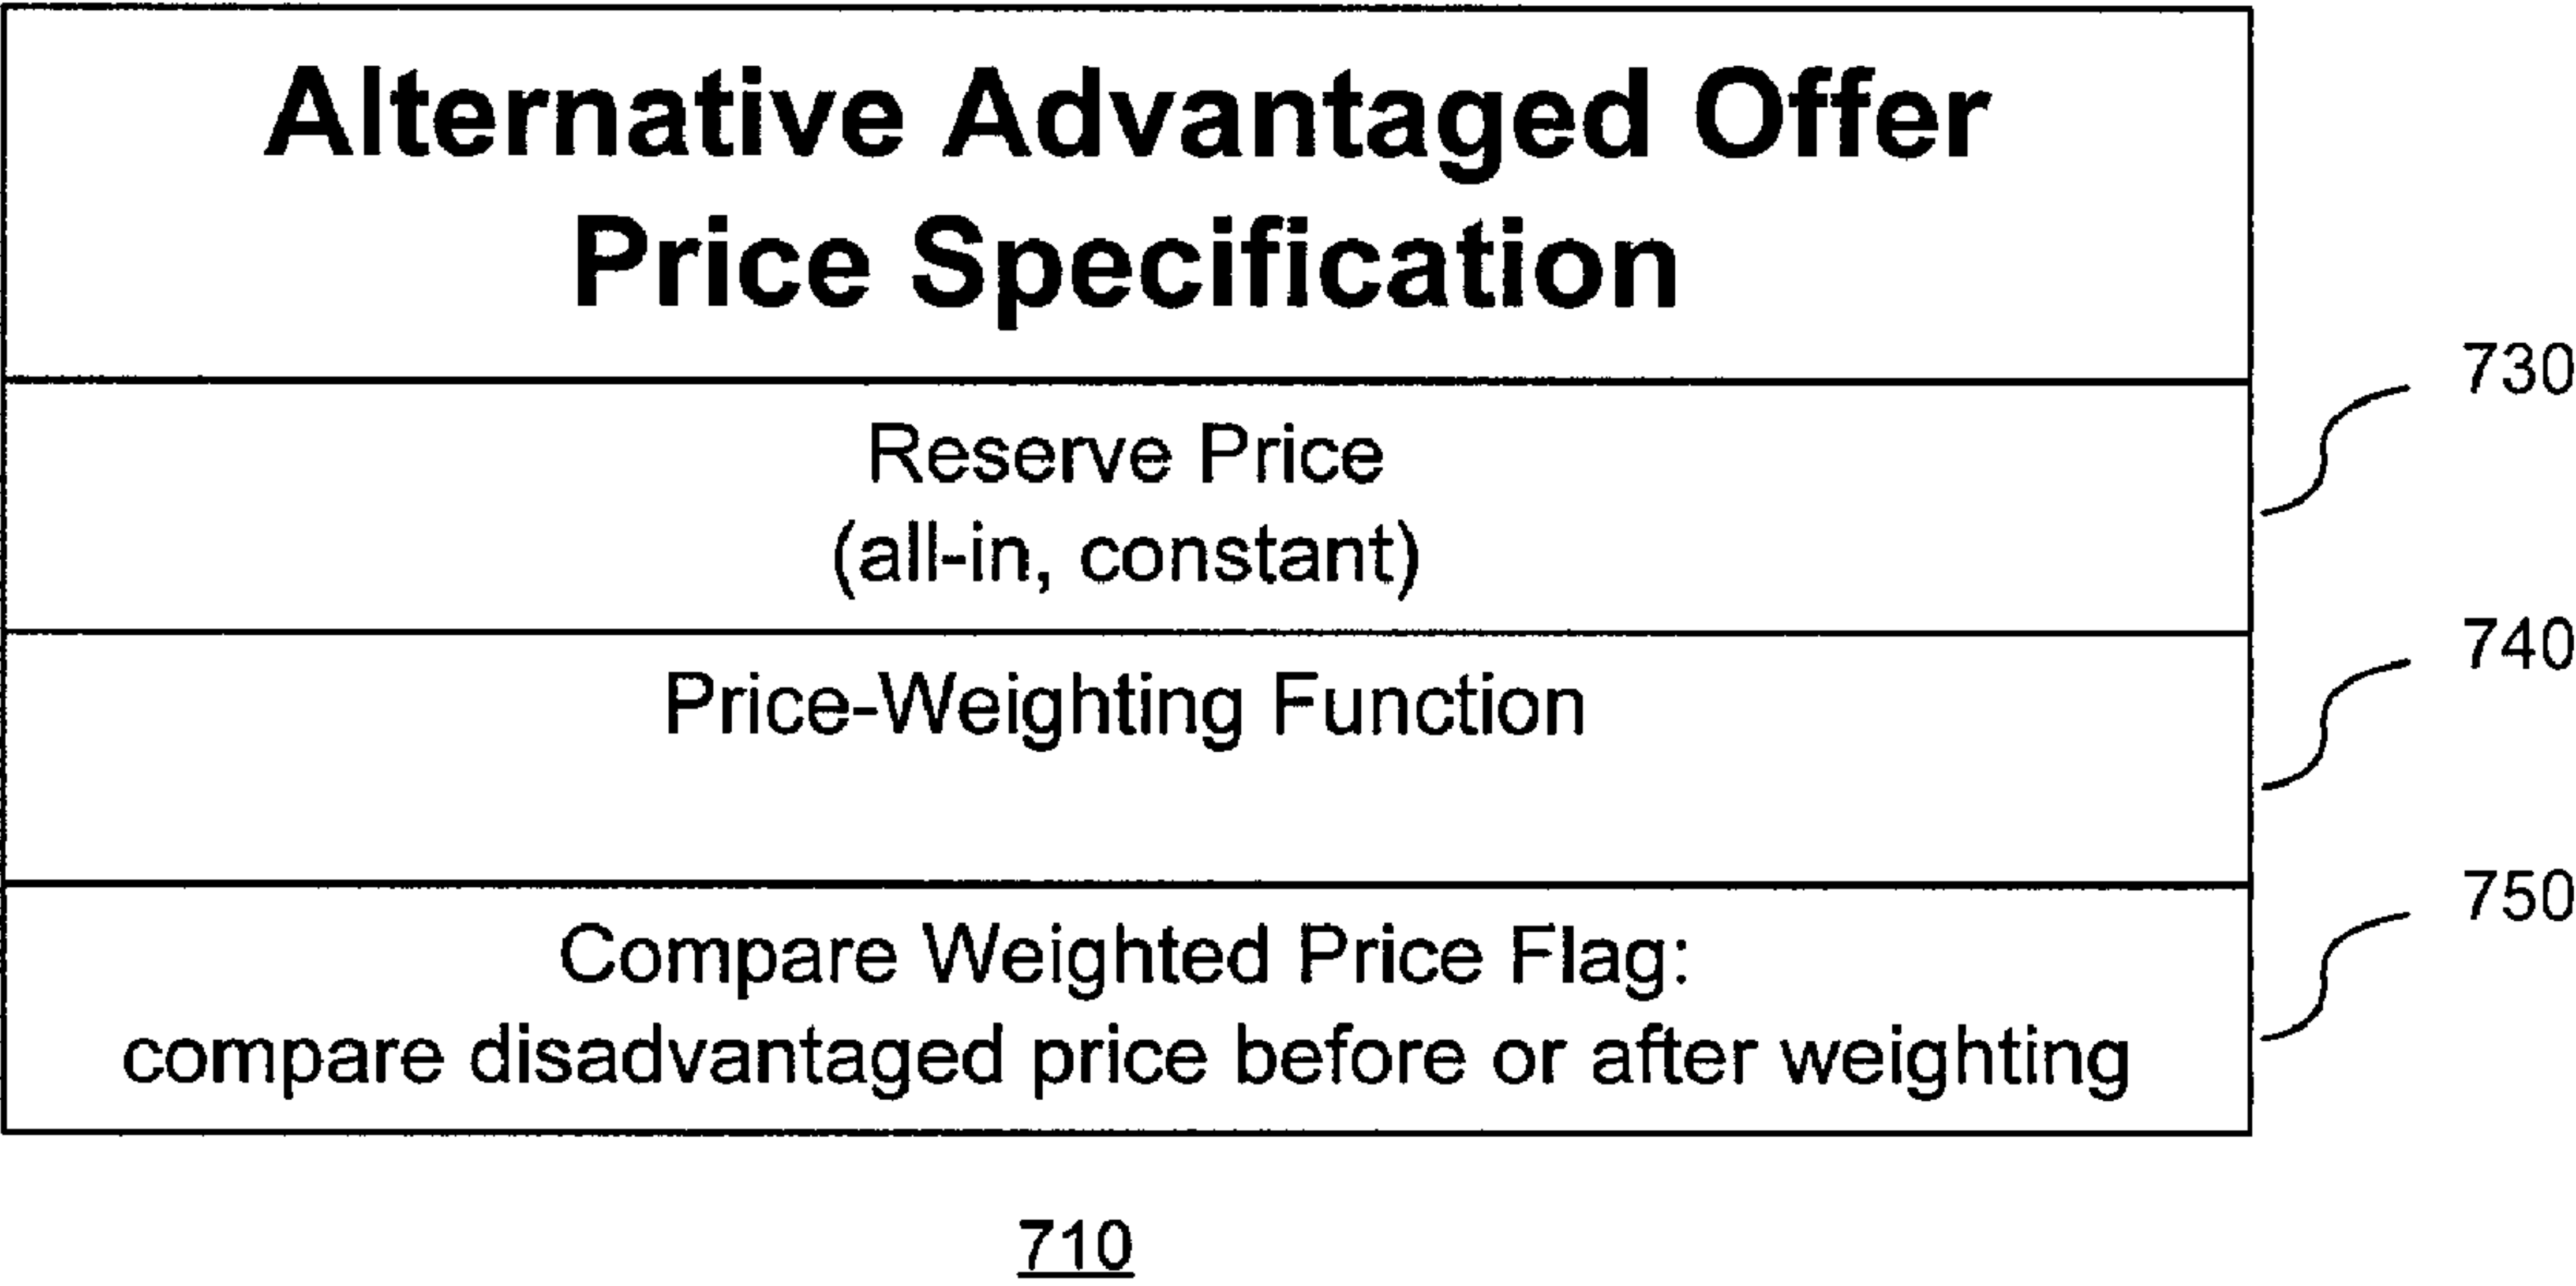 Alternative Advantaged Offer
Price Specification
730
Reserve Price
(all-in, constant)
740
Price-Weighting Function
750
Compare Weighted Price Flag:
compare disadvantaged price before or after weighting
710